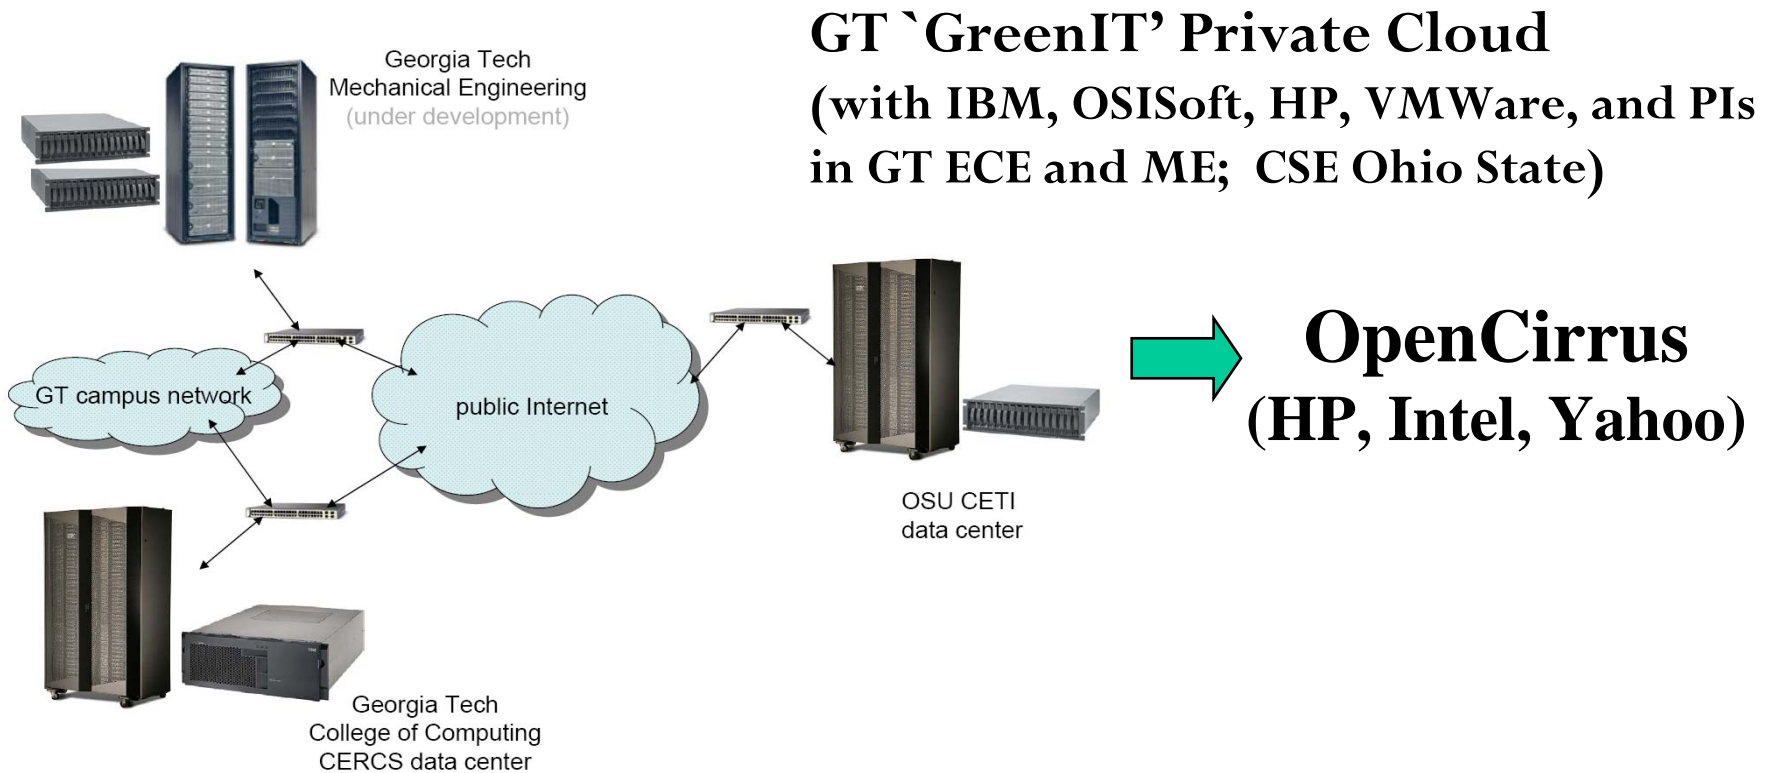 GT `GreenIT’ Private Cloud
(with IBM, OSISoft, HP, VMWare, and PIs
in GT ECE and ME;  CSE Ohio State)
Georgia Tech
Mechanical Engineering
(under development)
GT campus network
public Internet
OpenCirrus
(HP, Intel, Yahoo)
OSU CETI
data center
Georgia Tech
College of Computing
CERCS data center